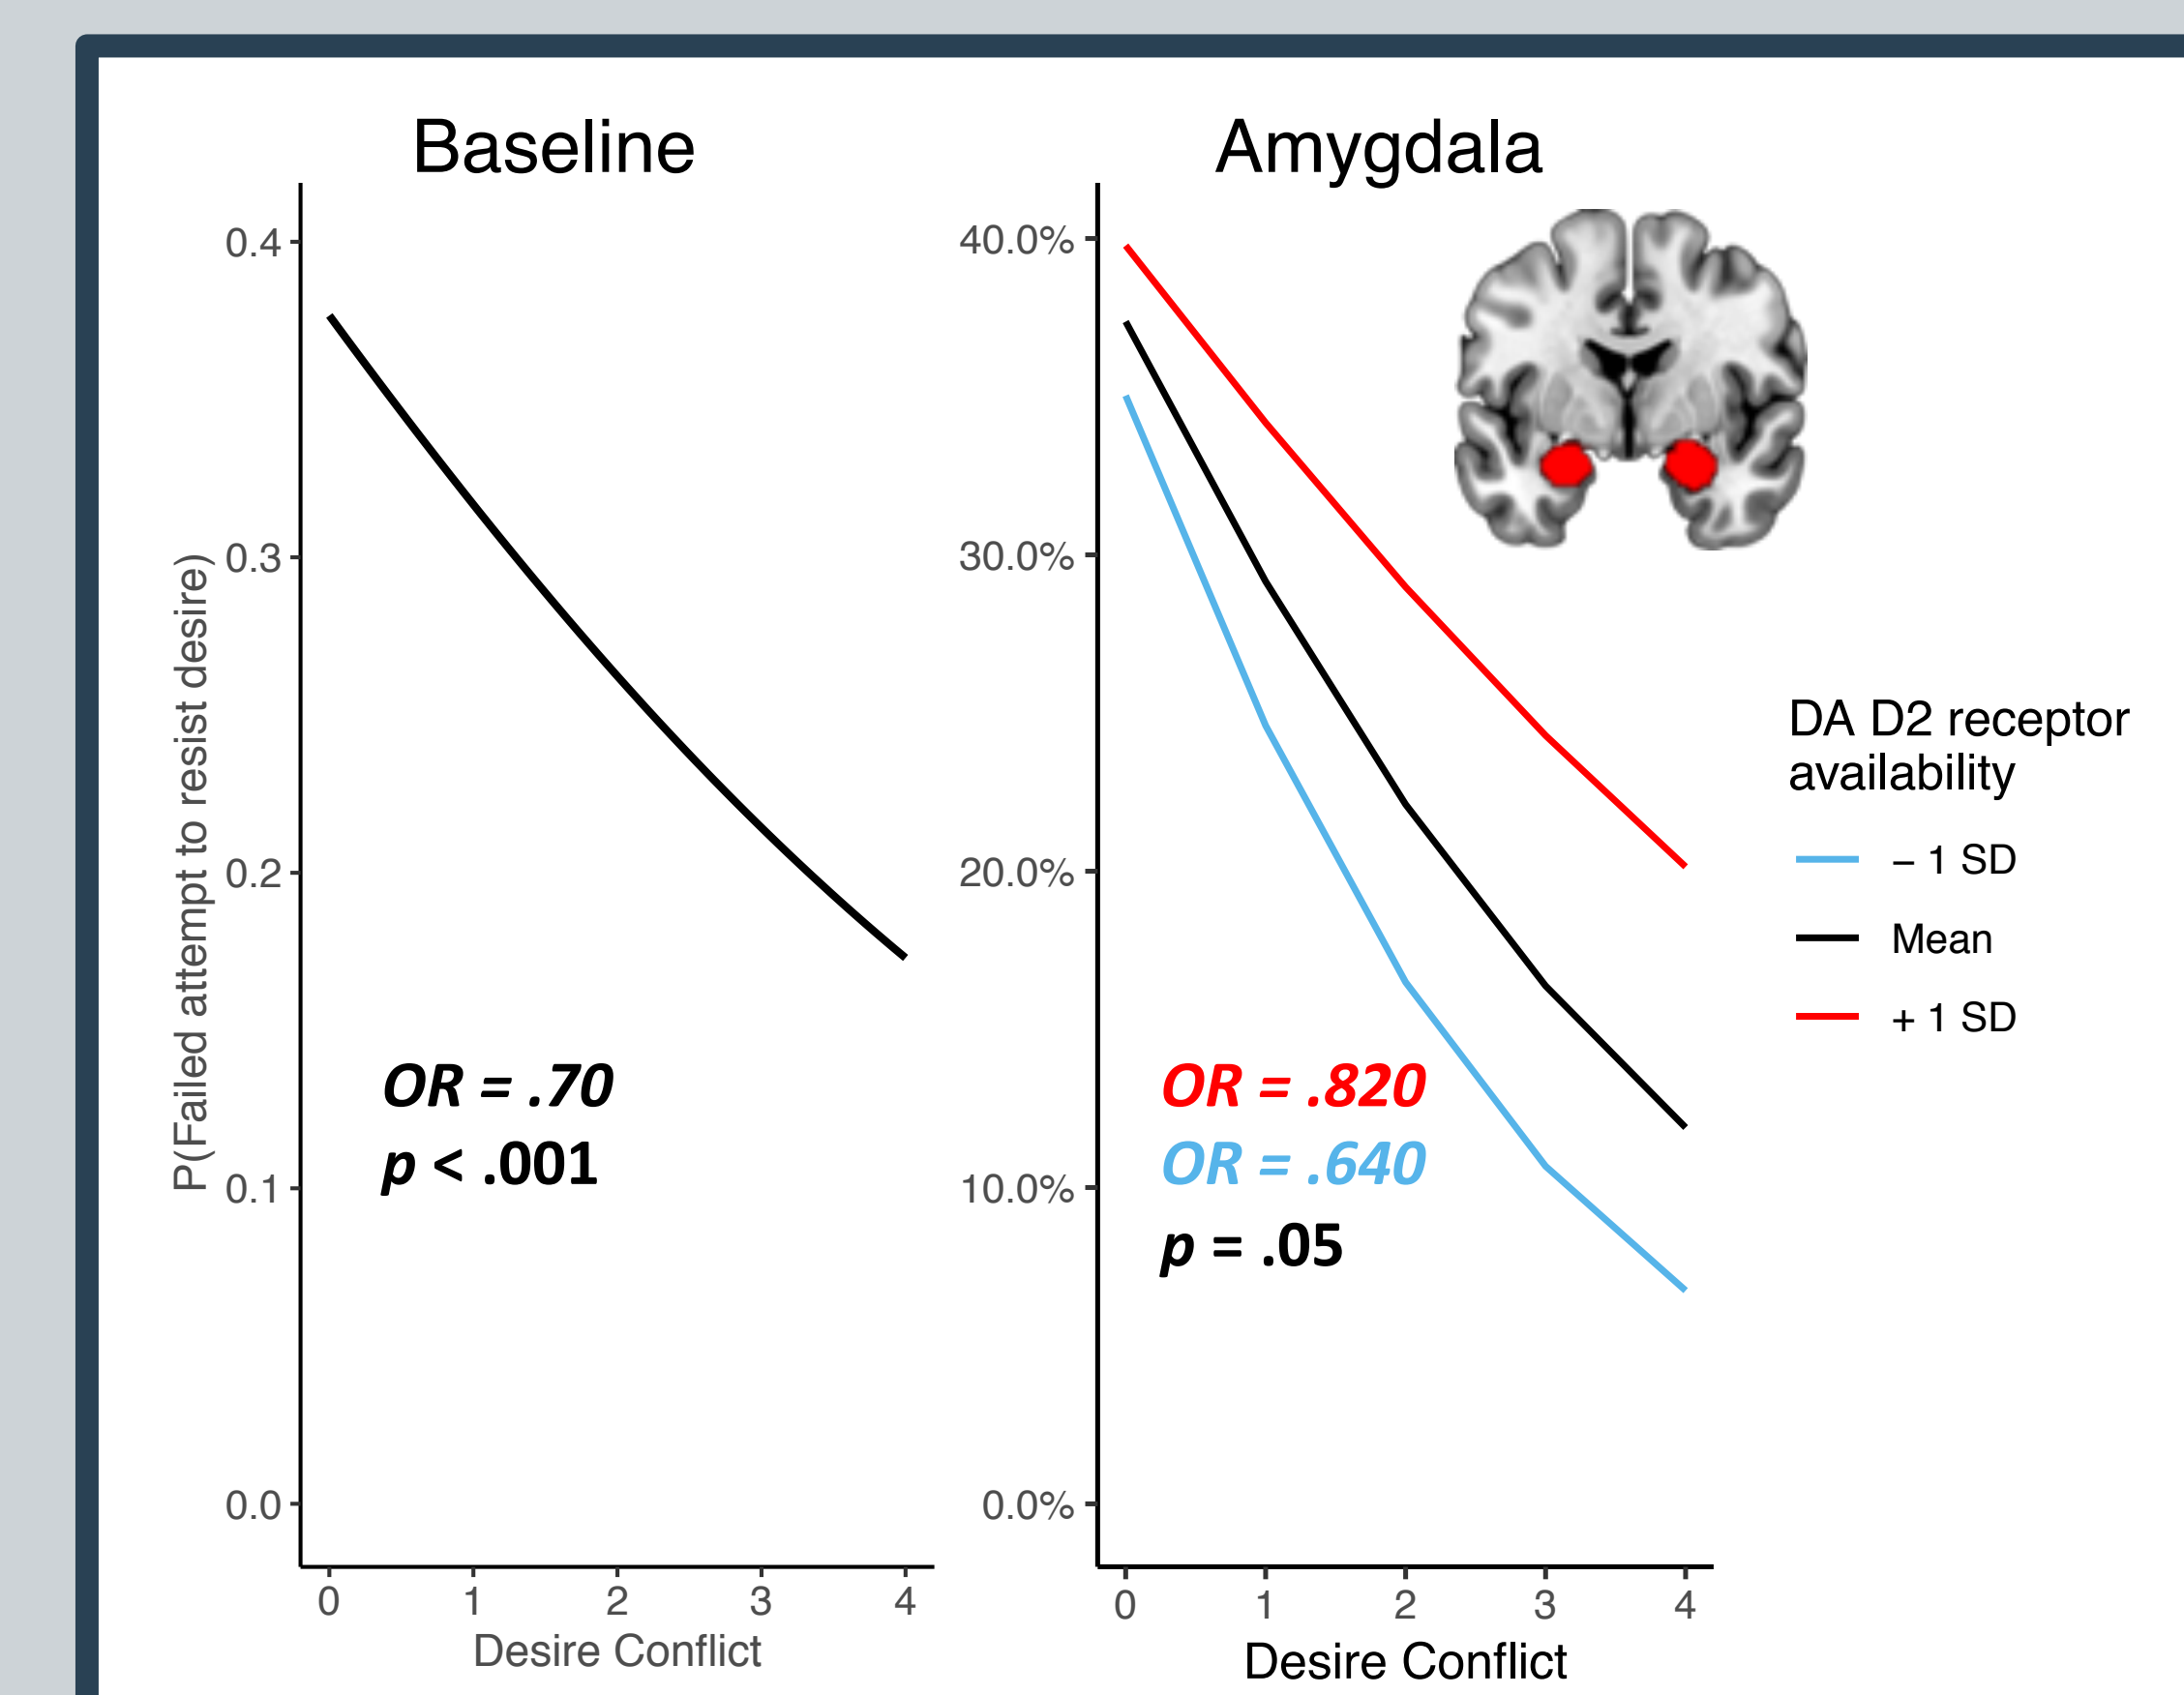 Baseline
Amygdala
P(Failed attempt to resist desire)
0.4
0.3
0.2
0.1
0.0
0 1 2 3 4
Desire Conflict
OR = .70
p < .001
40.0%
30.0%
20.0%
10.0%
0.0%
0 1 2 3 4
Desire Conflict
OR = .820
OR = .640
p = .05
DA D2 receptor
availability
− 1 SD
Mean
+ 1 SD